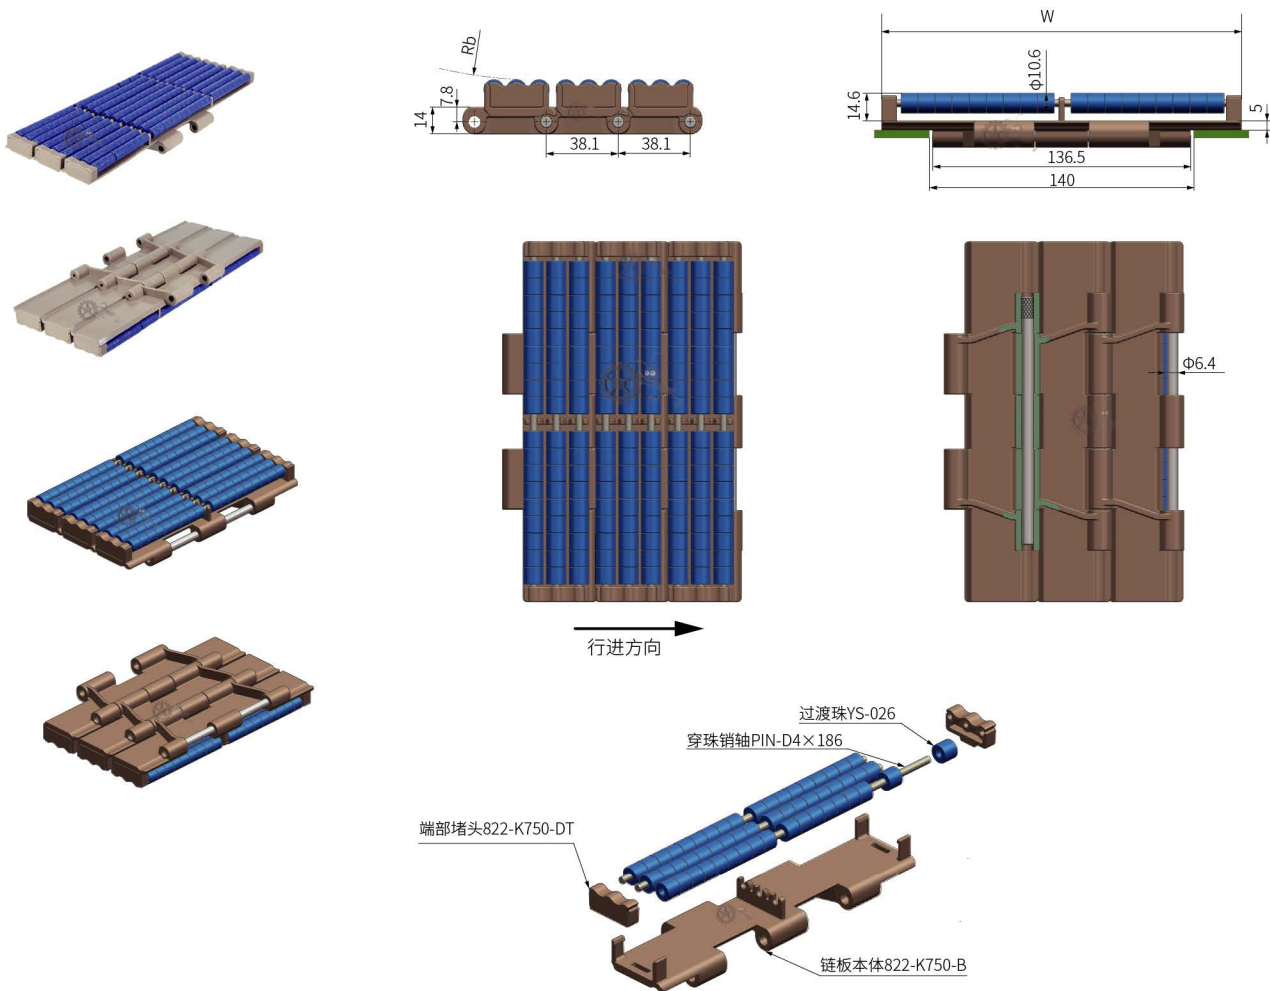 W
Rb
Φ10.6
7.8
14
14.6
5
38.1
38.1
136.5
140
Φ6.4
行进方向
过渡珠YS-026
穿珠销轴PIN-D4×186
端部堵头822-K750-DT
链板本体822-K750-B